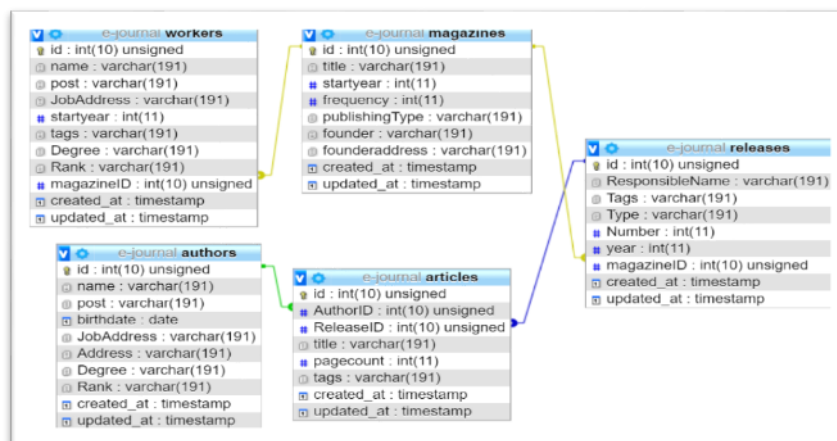 e-journal workers
id : int(10) unsigned
name : varchar(191)
post : varchar(191)
JobAddress : varchar(191)
startyear : int(11)
tags : varchar(191)
Degree : varchar(191)
Rank : varchar(191)
magazineID : int(10) unsigned
created_at : timestamp
updated_at : timestamp
e-journal magazines
id : int(10) unsigned
title : varchar(191)
startyear : int(11)
frequency : int(11)
publishingType : varchar(191)
founder : varchar(191)
founderaddress : varchar(191)
created_at : timestamp
updated_at : timestamp
e-journal releases
id : int(10) unsigned
ResponsibleName : varchar(191)
Tags : varchar(191)
Type : varchar(191)
Number : int(11)
year : int(11)
magazineID : int(10) unsigned
created_at : timestamp
updated_at : timestamp
e-journal authors
id : int(10) unsigned
name : varchar(191)
post : varchar(191)
birthdate : date
JobAddress : varchar(191)
Address : varchar(191)
Degree : varchar(191)
Rank : varchar(191)
created_at : timestamp
updated_at : timestamp
e-journal articles
id : int(10) unsigned
AuthorID : int(10) unsigned
ReleaseID : int(10) unsigned
title : varchar(191)
pagecount : int(11)
tags : varchar(191)
created_at : timestamp
updated_at : timestamp